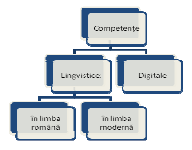 Competențe
Lingvistice
Digitale
în limba
română
în limba
modernă